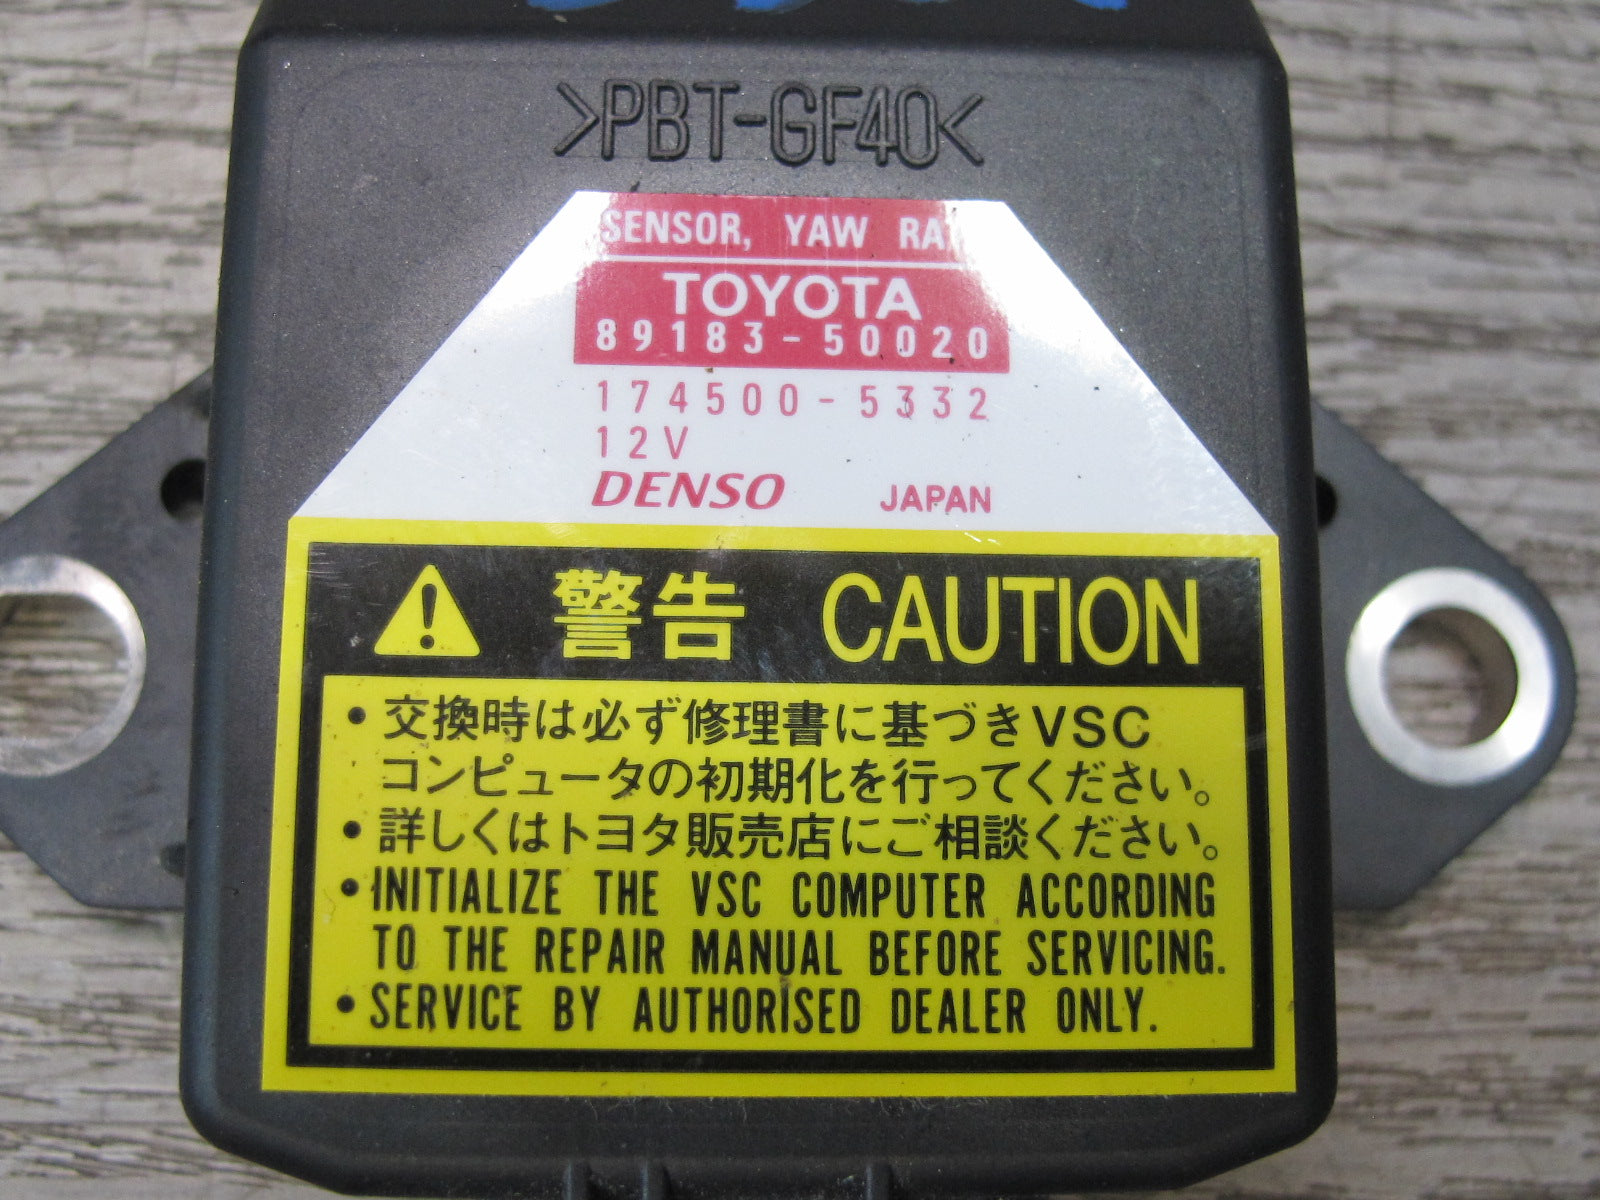 >PBT-GF40<
SENSOR, YAW RA
TOYOTA
89183-50020
174500-5332
12V
DENSO JAPAN
警告 CAUTION
• 交換時は必ず修理書に基づきVSC
コンピュータの初期化を行ってください。
• 詳しくはトヨタ販売店にご相談ください。
• INITIALIZE THE VSC COMPUTER ACCORDING
TO THE REPAIR MANUAL BEFORE SERVICING.
• SERVICE BY AUTHORISED DEALER ONLY.